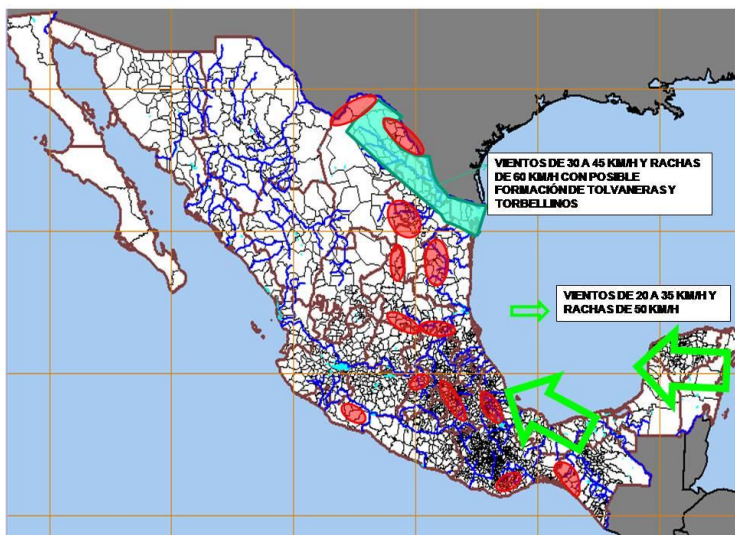 VIENTOS DE 30 A 45 KM/H Y RACHAS
DE 60 KM/H CON POSIBLE
FORMACIÓN DE TOLVANERAS Y
TORBELLINOS
VIENTOS DE 20 A 35 KM/H Y
RACHAS DE 50 KM/H